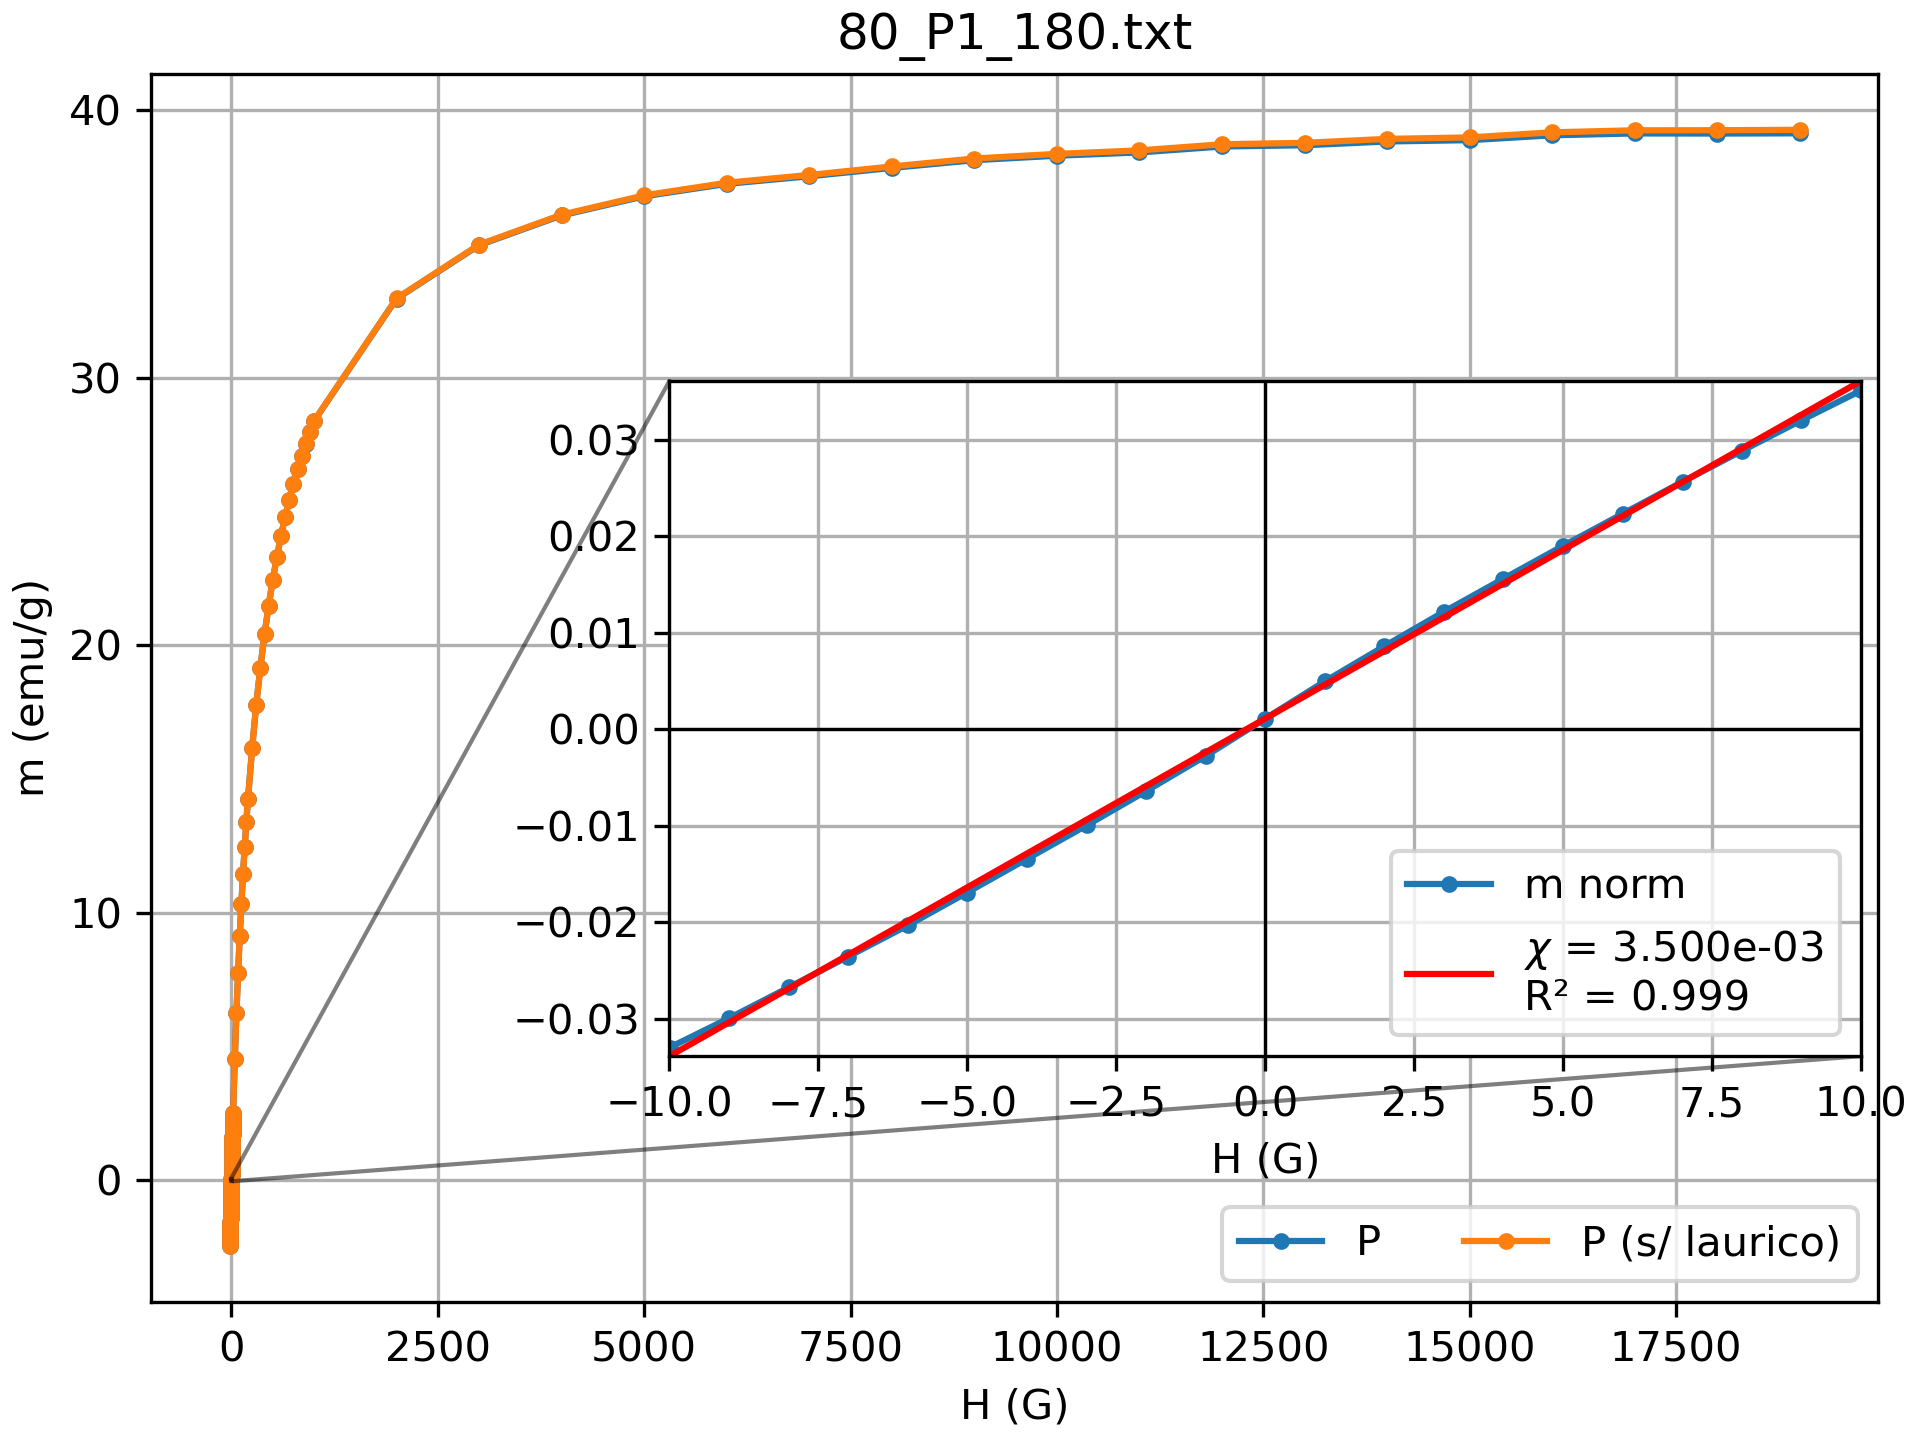 80_P1_180.txt
m (emu/g)
40
30
20
10
0
0.03
0.02
0.01
0.00
−0.01
−0.02
−0.03
m norm
χ = 3.500e-03
R² = 0.999
−10.0 −7.5 −5.0 −2.5 0.0 2.5 5.0 7.5 10.0
H (G)
P P (s/ laurico)
0 2500 5000 7500 10000 12500 15000 17500
H (G)